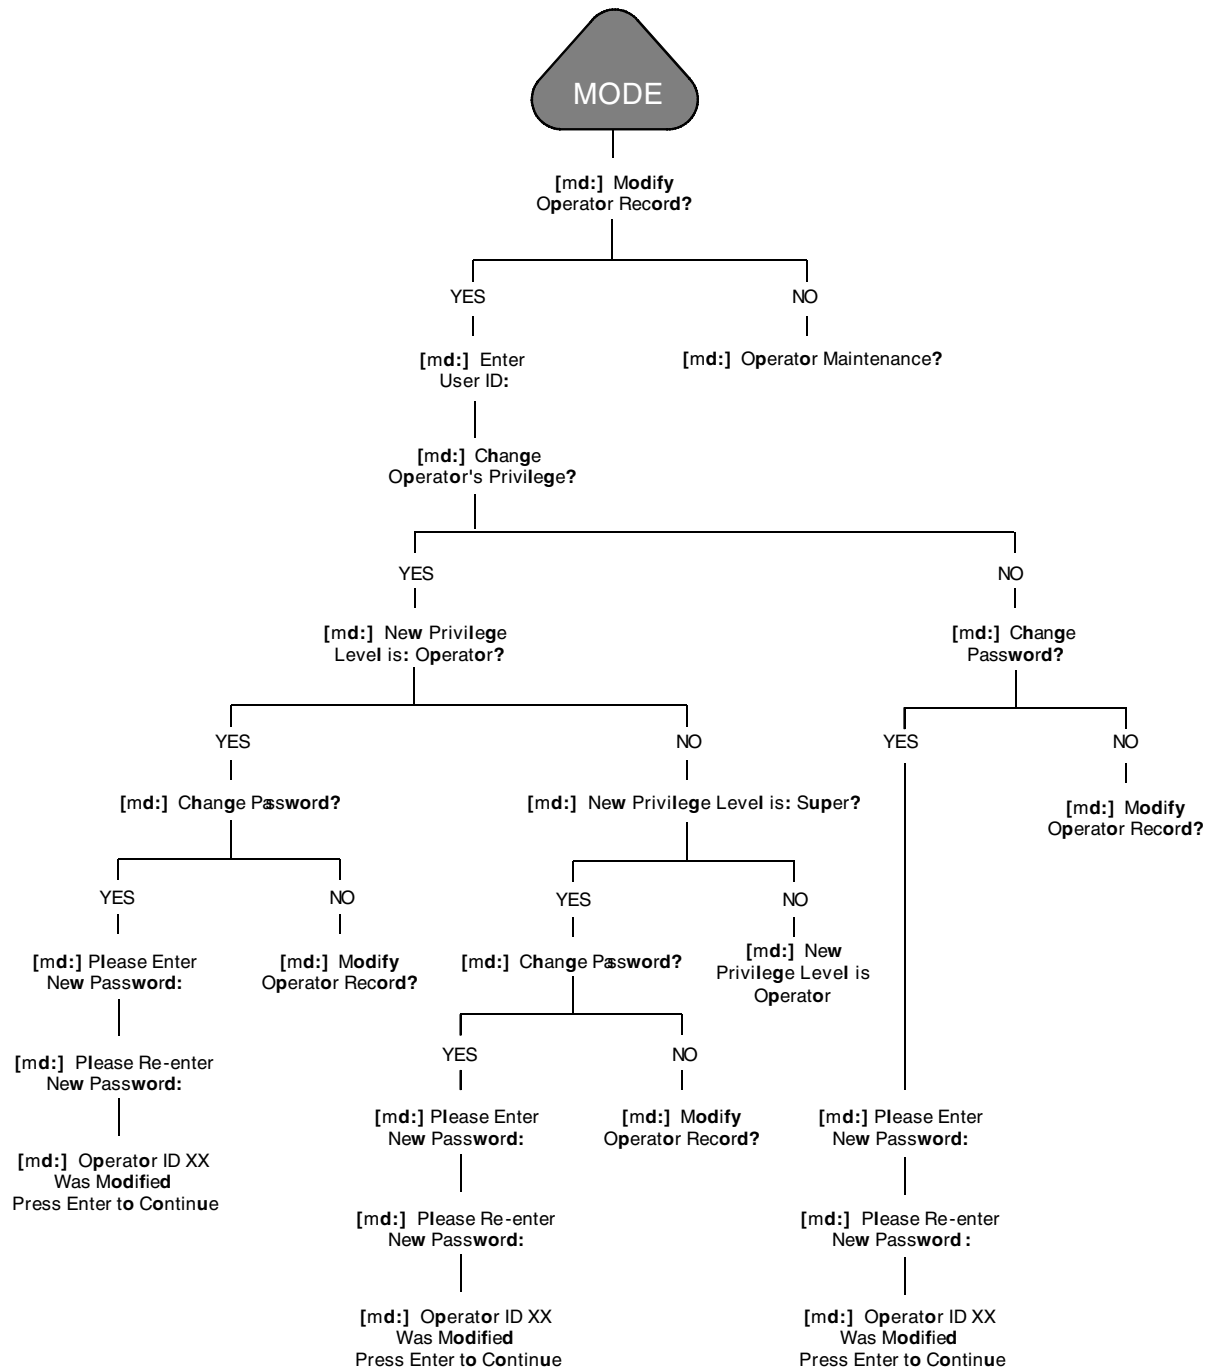 MODE
[md:] Modify
Operator Record?
YES
NO
[md:] Enter
User ID:
[md:] Operator Maintenance?
[md:] Change
Operator's Privilege?
YES
NO
[md:] New Privilege
Level is: Operator?
[md:] Change
Password?
YES
NO
YES
NO
[md:] Change Password?
[md:] New Privilege Level is: Super?
[md:] Modify
Operator Record?
YES
NO
YES
NO
[md:] Please Enter
New Password:
[md:] Modify
Operator Record?
[md:] Change Password?
[md:] New
Privilege Level is
Operator
[md:] Please Re-enter
New Password:
YES
NO
[md:] Please Enter
New Password:
[md:] Modify
Operator Record?
[md:] Please Enter
New Password:
[md:] Operator ID XX
Was Modified
Press Enter to Continue
[md:] Please Re-enter
New Password:
[md:] Please Re-enter
New Password :
[md:] Operator ID XX
Was Modified
Press Enter to Continue
[md:] Operator ID XX
Was Modified
Press Enter to Continue